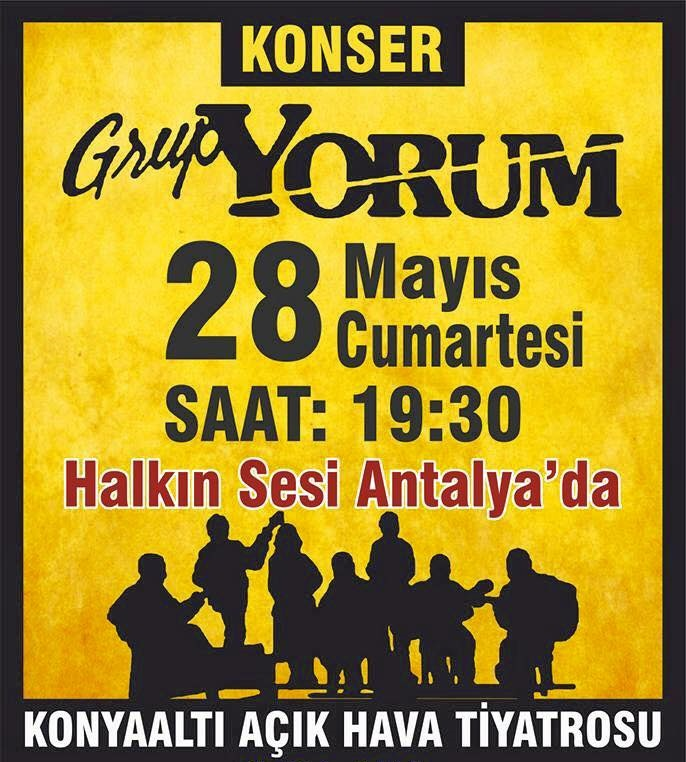 KONSER
Grup YORUM
28 Mayıs
Cumartesi
SAAT: 19:30
Halkın Sesi Antalya'da
KONYAALTI AÇIK HAVA TİYATROSU